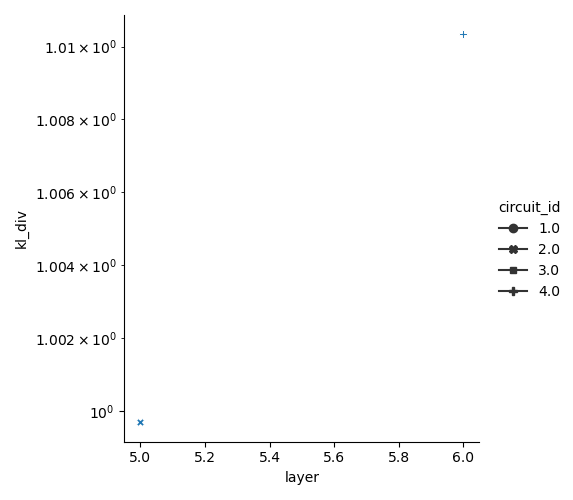 1.01 × 10⁰
1.008 × 10⁰
1.006 × 10⁰
1.004 × 10⁰
1.002 × 10⁰
10⁰
kl_div
5.0 5.2 5.4 5.6 5.8 6.0
layer
circuit_id
1.0
2.0
3.0
4.0